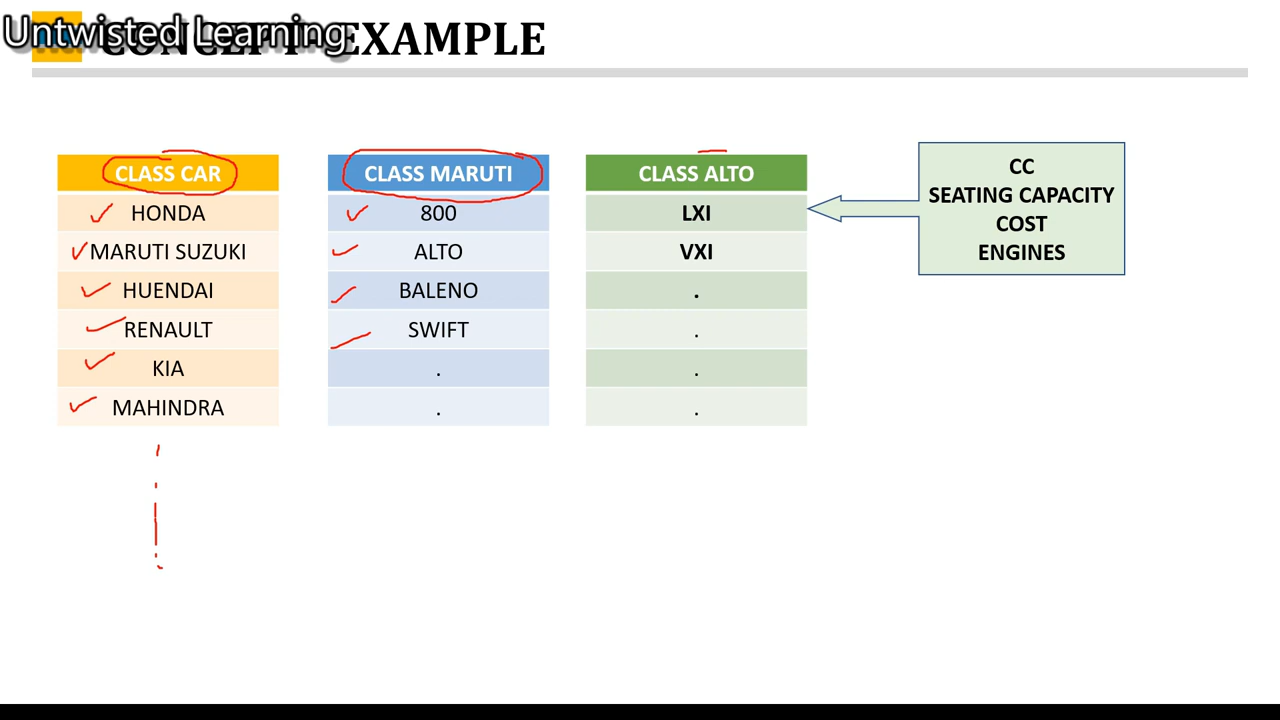 Untwisted Learning
CONCEPT- EXAMPLE
CLASS CAR
HONDA
MARUTI SUZUKI
HUENDAI
RENAULT
KIA
MAHINDRA
CLASS MARUTI
800
ALTO
BALENO
SWIFT
.
.
CLASS ALTO
LXI
VXI
.
.
.
.
CC
SEATING CAPACITY
COST
ENGINES